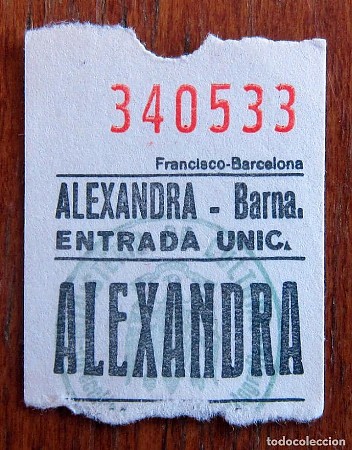 340533
Francisco-Barcelona
ALEXANDRA - Barna.
ENTRADA UNICA
ALEXANDRA
todocoleccion